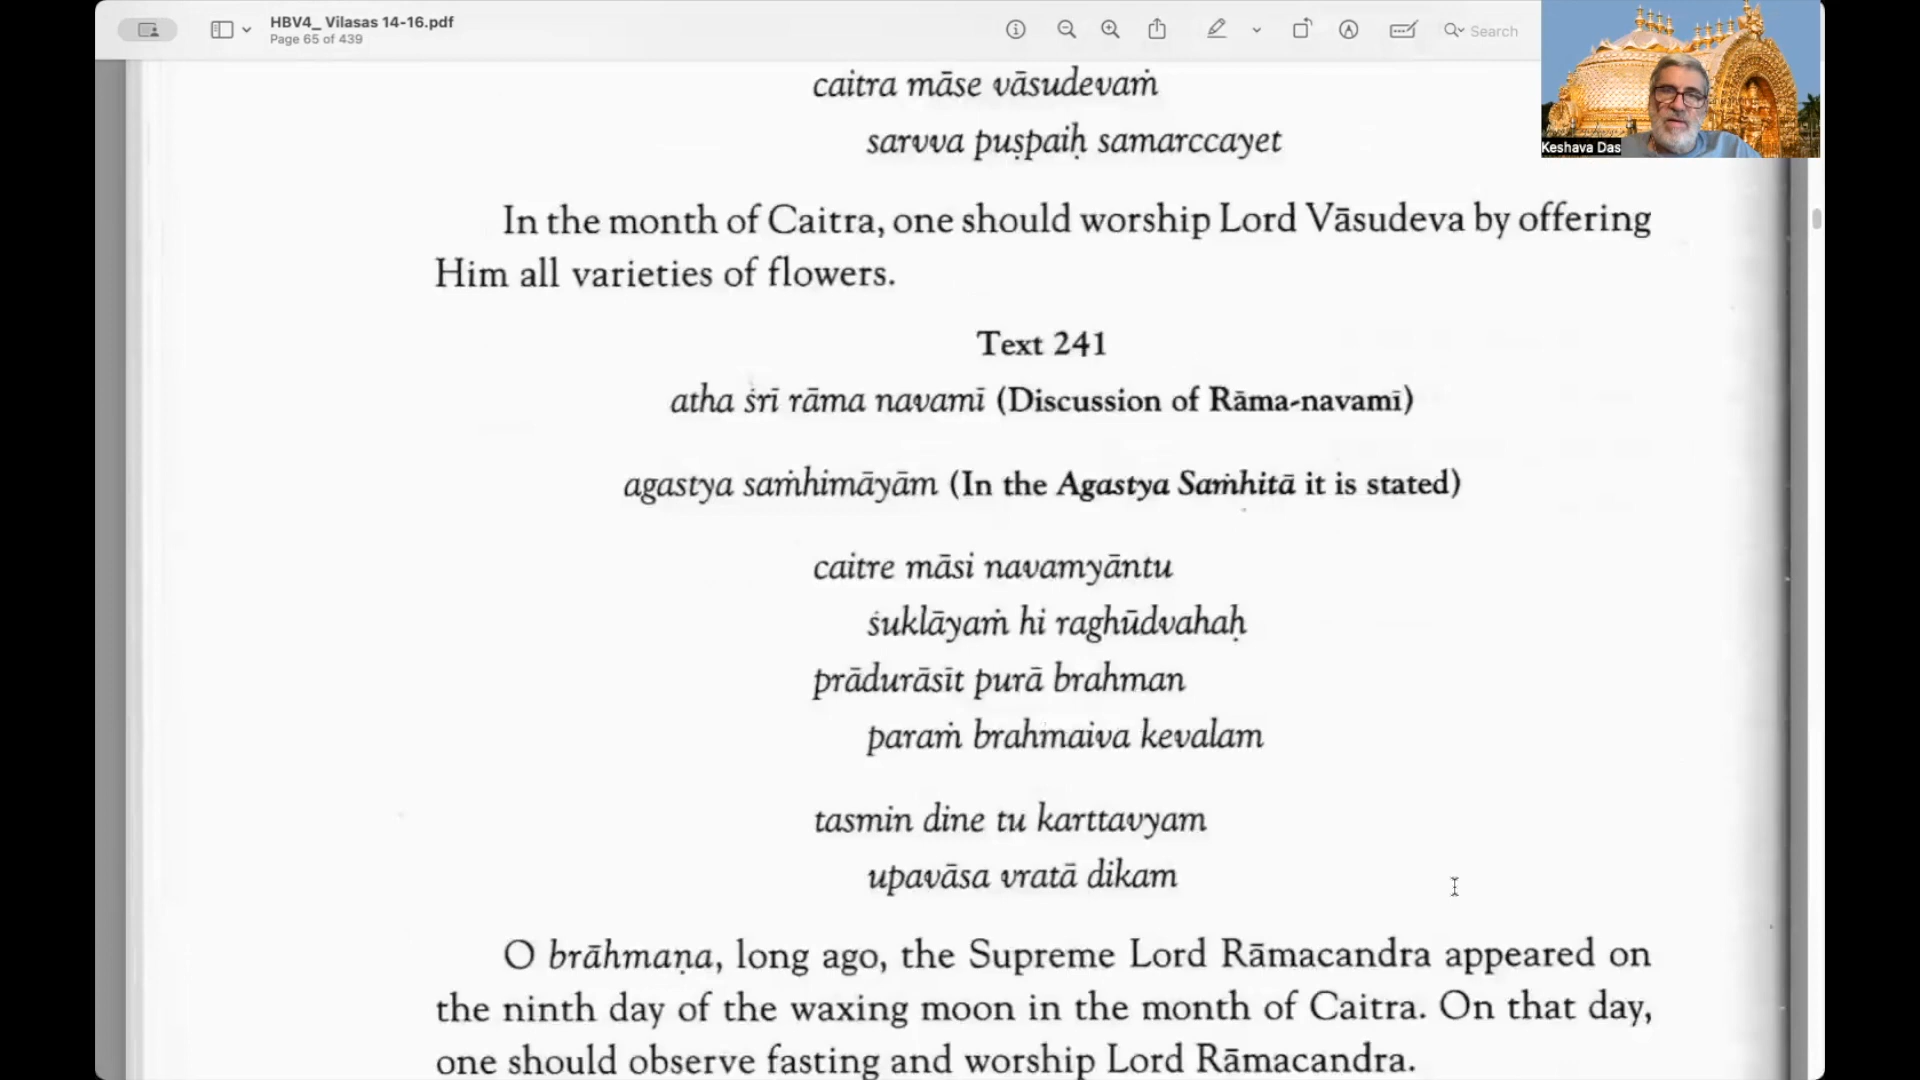 HBV4_ Vilasas 14-16.pdf
Page 65 of 439
Search
Keshava Das
caitra māse vāsudevaṁ
sarvva puṣpaiḥ samarccayet
In the month of Caitra, one should worship Lord Vāsudeva by offering
Him all varieties of flowers.
Text 241
atha śrī rāma navamī (Discussion of Rāma-navamī)
agastya saṁhimāyām (In the Agastya Saṁhitā it is stated)
caitre māsi navamyāntu
śuklāyaṁ hi raghūdvahaḥ
prādurāsīt purā brahman
paraṁ brahmaiva kevalam
tasmin dine tu karttavyam
upavāsa vratā dikam
O brāhmaṇa, long ago, the Supreme Lord Rāmacandra appeared on
the ninth day of the waxing moon in the month of Caitra. On that day,
one should observe fasting and worship Lord Rāmacandra.